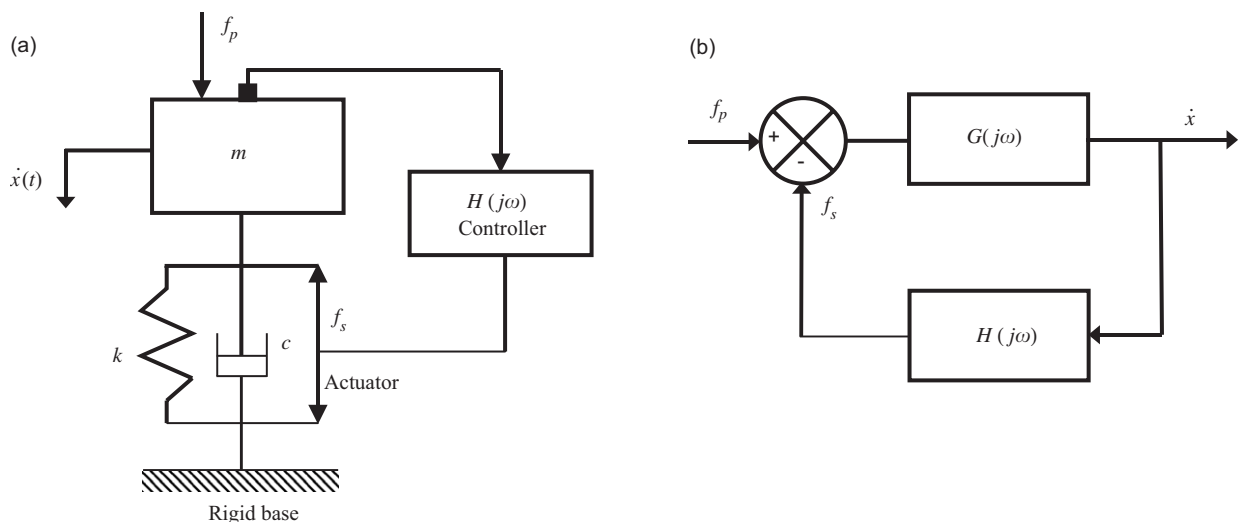 (a)
f_p
m
ẋ(t)
H (jω)
Controller
f_s
k
c
Actuator
Rigid base
(b)
f_p
+
-
G(jω)
ẋ
f_s
H (jω)